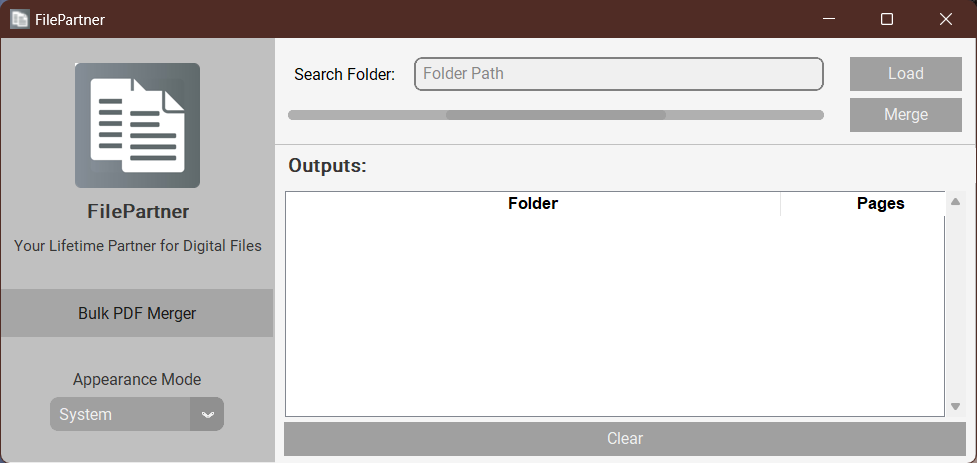 FilePartner
FilePartner
Your Lifetime Partner for Digital Files
Bulk PDF Merger
Appearance Mode
System
Search Folder:
Folder Path
Load
Merge
Outputs:
Folder
Pages
Clear